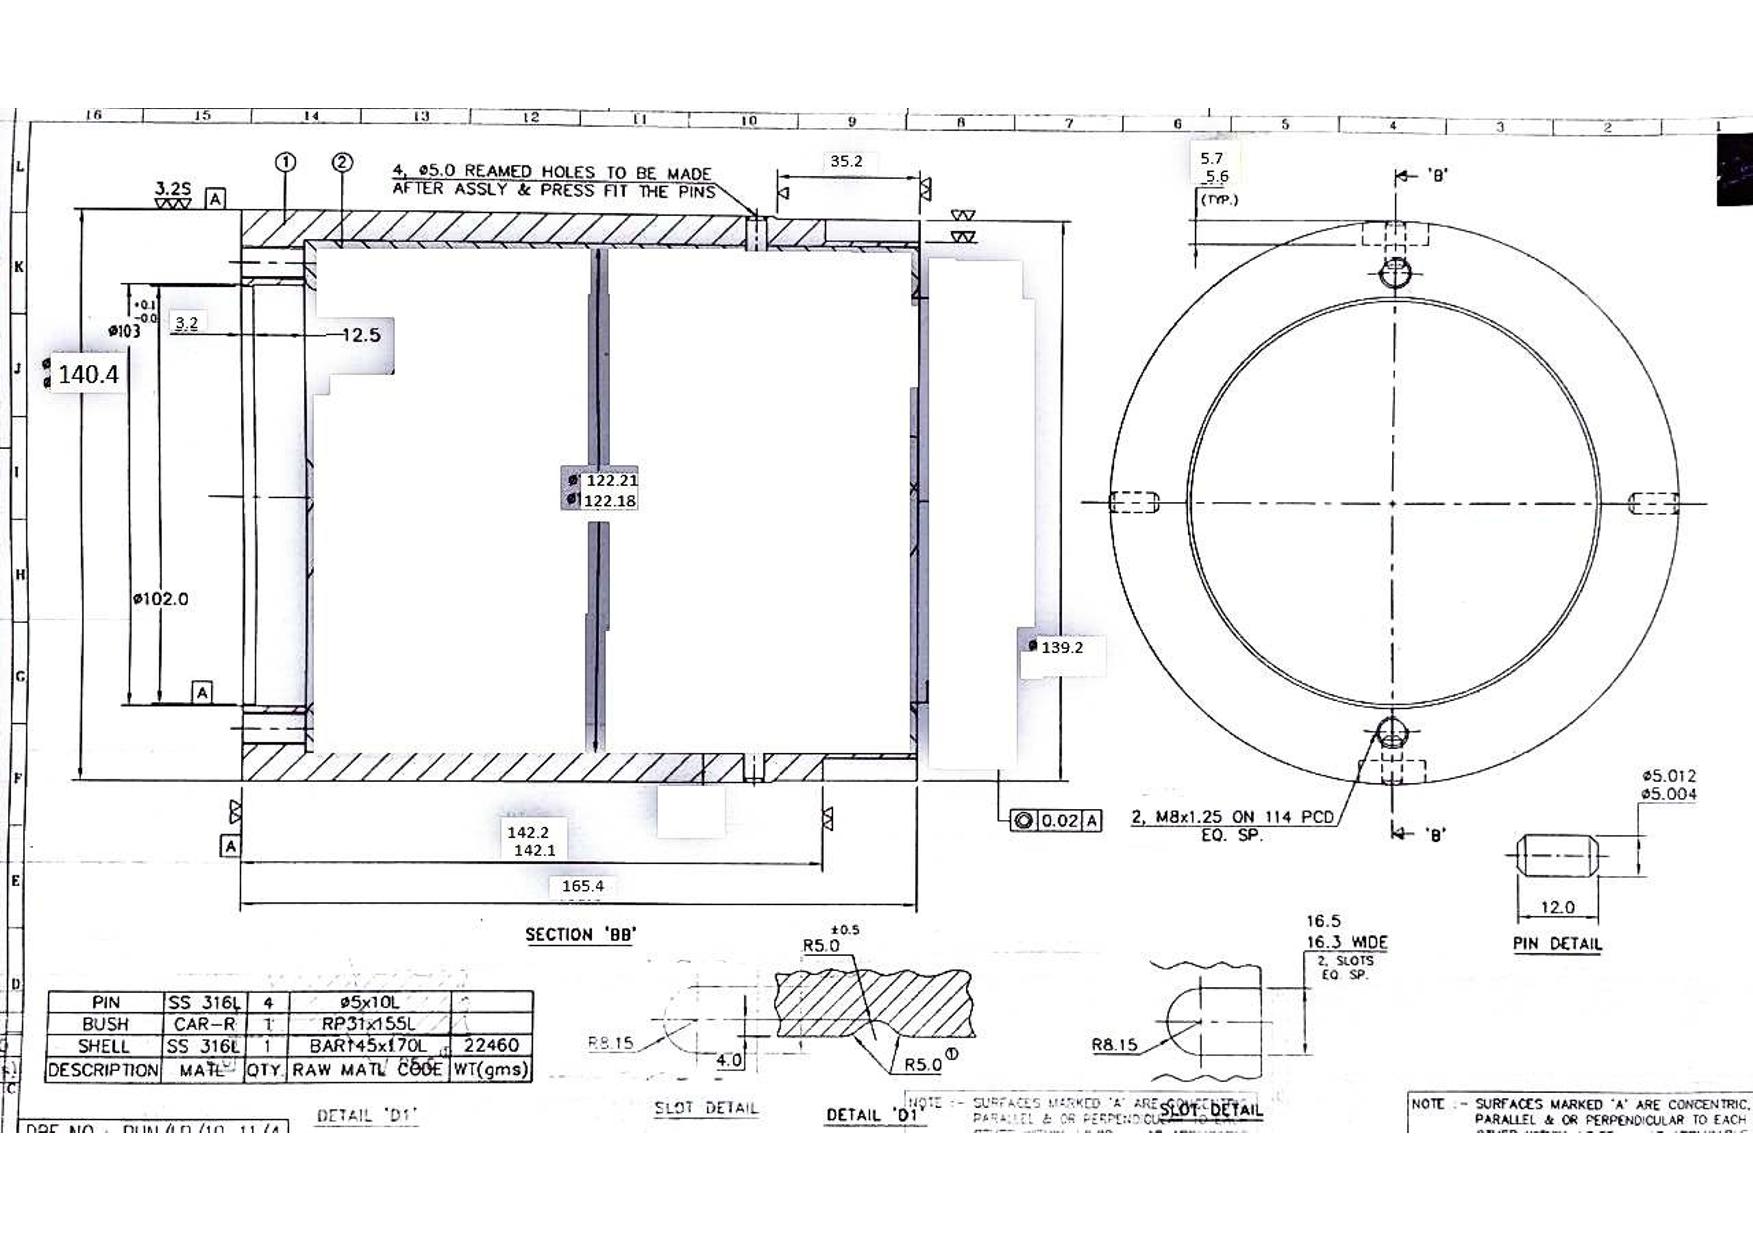 16 15 14 13 12 11 10 9 8 7 6 5 4 3 2 1
L
K
J
I
H
G
F
E
D
C
1 2
4, ø5.0 REAMED HOLES TO BE MADE
AFTER ASSLY & PRESS FIT THE PINS
35.2
3.2S
A
5.7
5.6
(TYP.)
'B'
+0.1
-0.0
ø103
3.2
12.5
ø 140.4
ø 122.21
ø 122.18
ø102.0
A
ø 139.2
A
142.2
142.1
165.4
0.02 A
2, M8x1.25 ON 114 PCD
EQ. SP.
'B'
ø5.012
ø5.004
12.0
PIN DETAIL
SECTION 'BB'
±0.5
R5.0
16.5
16.3 WIDE
2, SLOTS
EQ. SP.
PIN SS 316L 4 ø5x10L
BUSH CAR-R 1 RP31x155L
SHELL SS 316L 1 BAR145x170L 22460
DESCRIPTION MATL QTY. RAW MATL CODE WT(gms)
R8.15
4.0
R5.0 1
R8.15
DETAIL 'D1'
SLOT DETAIL
DETAIL 'D1'
SLOT DETAIL
NOTE :- SURFACES MARKED 'A' ARE CONCENTRIC,
PARALLEL & OR PERPENDICULAR TO EACH
NOTE :- SURFACES MARKED 'A' ARE CONCENTRIC,
PARALLEL & OR PERPENDICULAR TO EACH